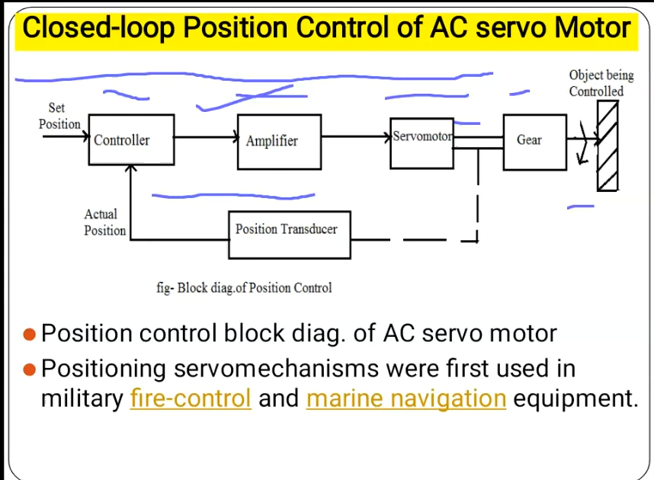 Closed-loop Position Control of AC servo Motor
Object being
Controlled
Set
Position
Controller
Amplifier
Servomotor
Gear
Actual
Position
Position Transducer
fig- Block diag.of Position Control
Position control block diag. of AC servo motor
Positioning servomechanisms were first used in
military fire-control and marine navigation equipment.